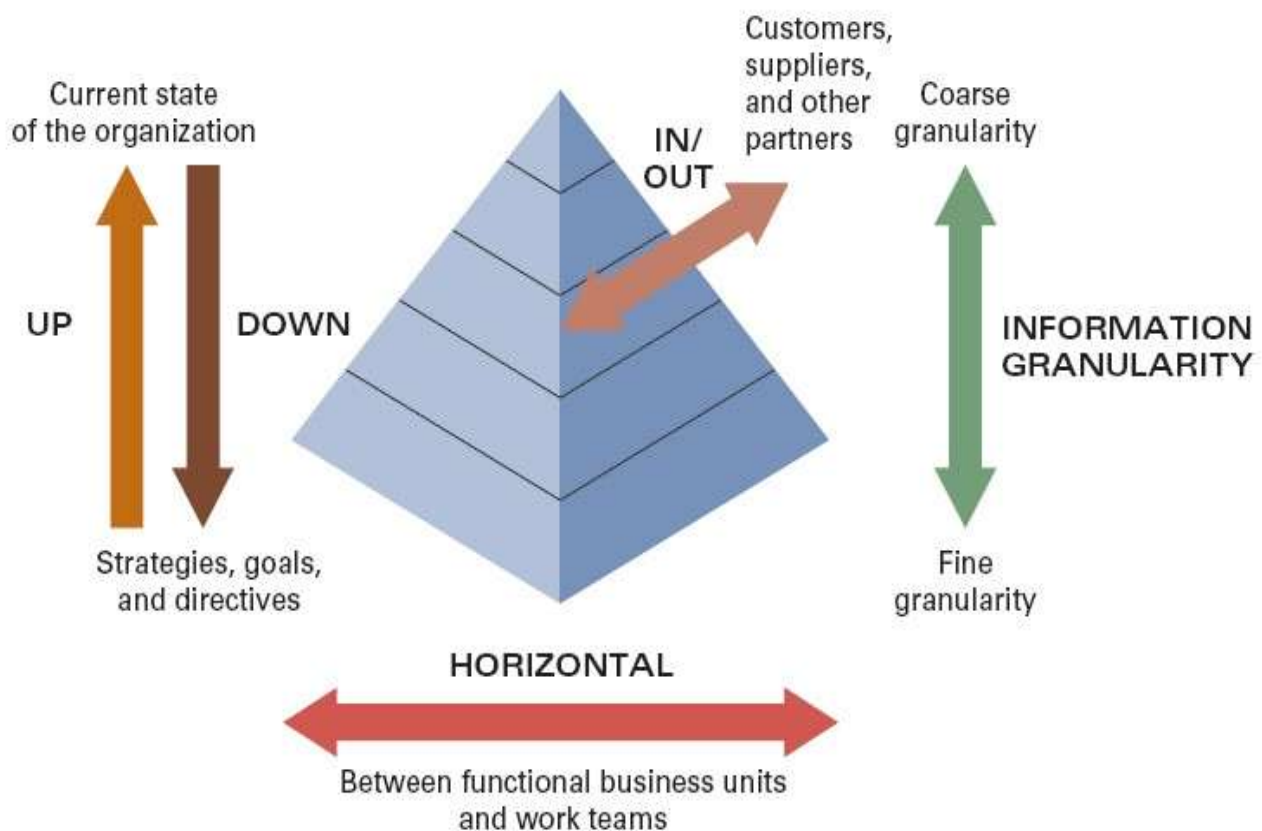 Current state
of the organization
UP
DOWN
Strategies, goals,
and directives
IN/
OUT
Customers,
suppliers,
and other
partners
Coarse
granularity
INFORMATION
GRANULARITY
Fine
granularity
HORIZONTAL
Between functional business units
and work teams